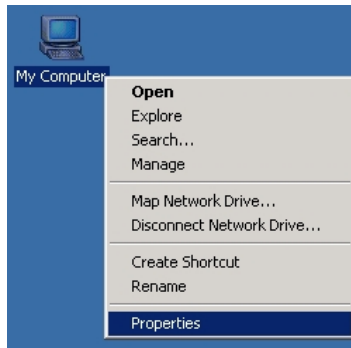 My Computer
Open
Explore
Search...
Manage
Map Network Drive...
Disconnect Network Drive...
Create Shortcut
Rename
Properties